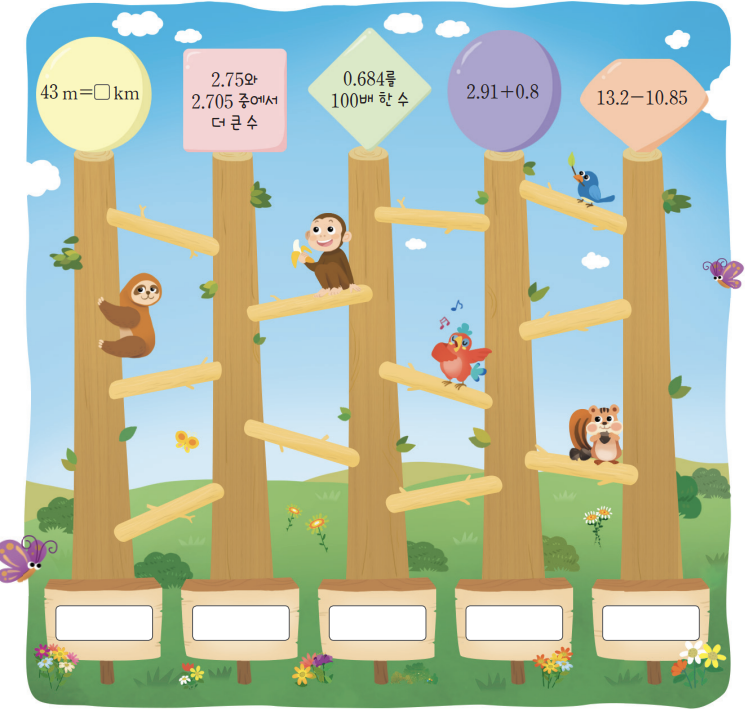 43 m=□ km
2.75와
2.705 중에서
더 큰 수
0.684를
100배 한 수
2.91+0.8
13.2-10.85